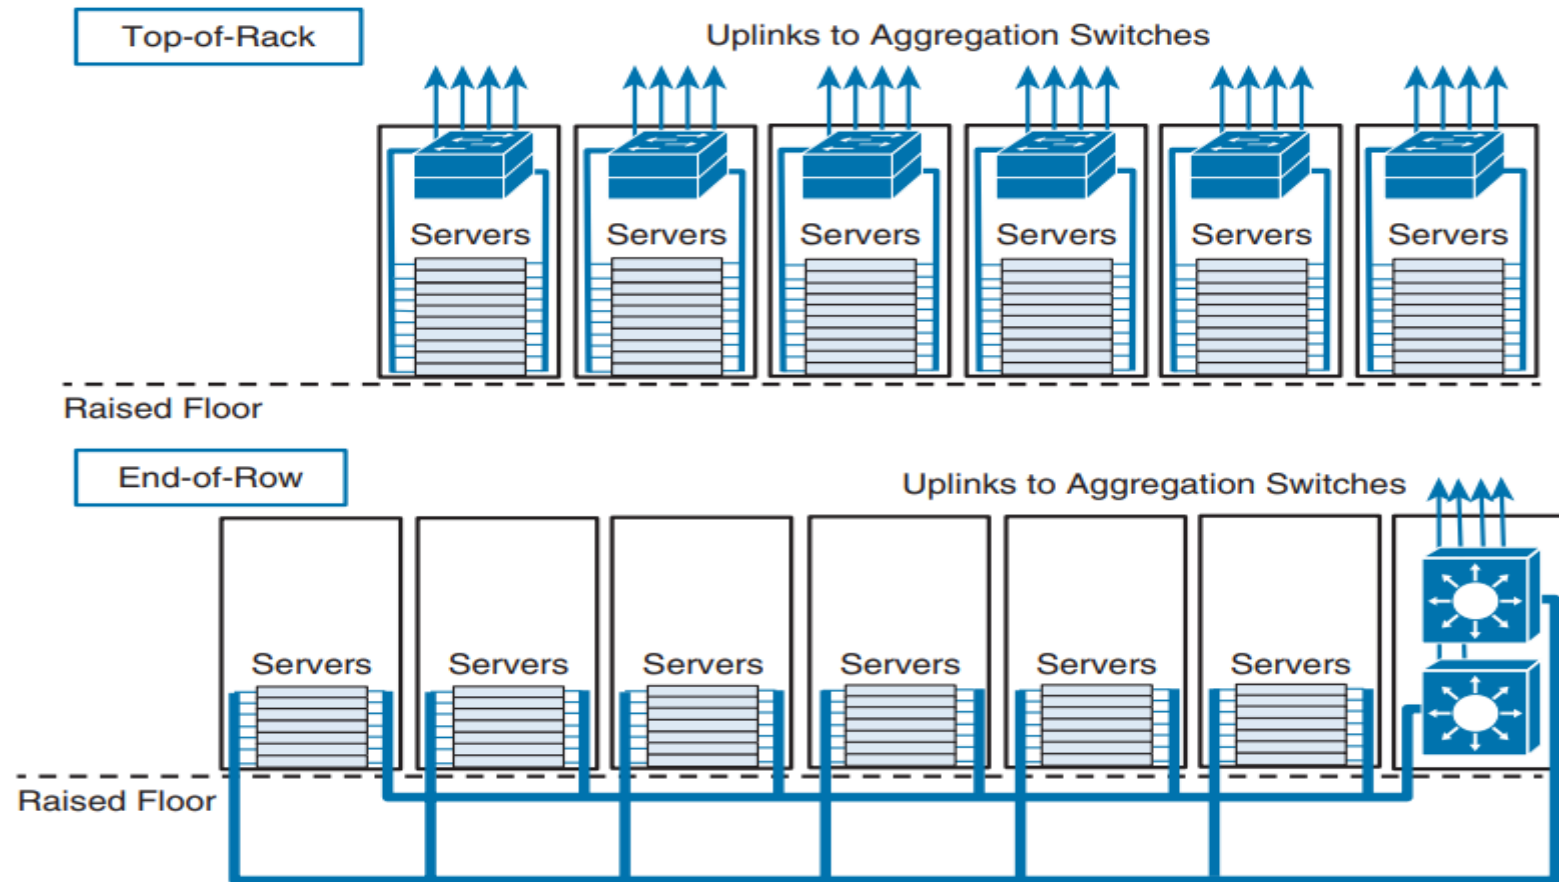 Top-of-Rack
Uplinks to Aggregation Switches
Servers
Servers
Servers
Servers
Servers
Servers
Raised Floor
End-of-Row
Uplinks to Aggregation Switches
Servers
Servers
Servers
Servers
Servers
Servers
Raised Floor